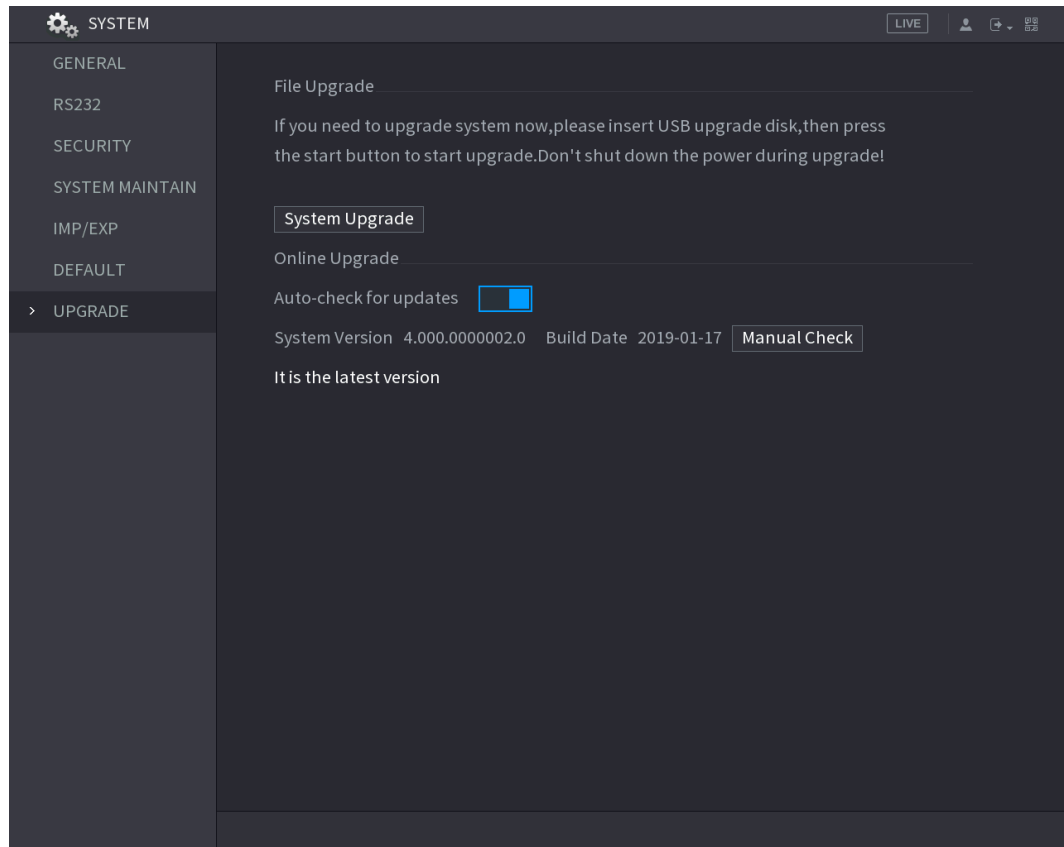 SYSTEM
LIVE
GENERAL
RS232
SECURITY
SYSTEM MAINTAIN
IMP/EXP
DEFAULT
UPGRADE
File Upgrade
If you need to upgrade system now,please insert USB upgrade disk,then press
the start button to start upgrade.Don't shut down the power during upgrade!
System Upgrade
Online Upgrade
Auto-check for updates
System Version 4.000.0000002.0 Build Date 2019-01-17 Manual Check
It is the latest version